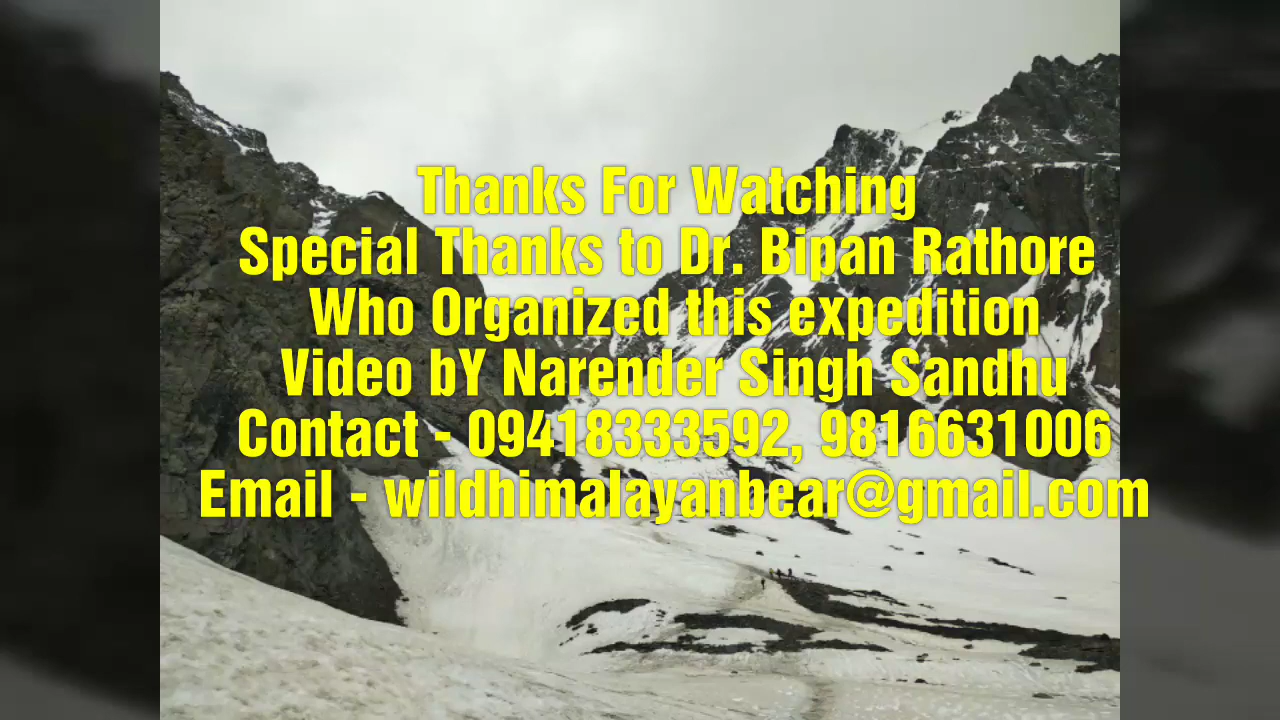 Thanks For Watching
Special Thanks to Dr. Bipan Rathore
Who Organized this expedition
Video bY Narender Singh Sandhu
Contact - 09418333592, 9816631006
Email - wildhimalayanbear@gmail.com